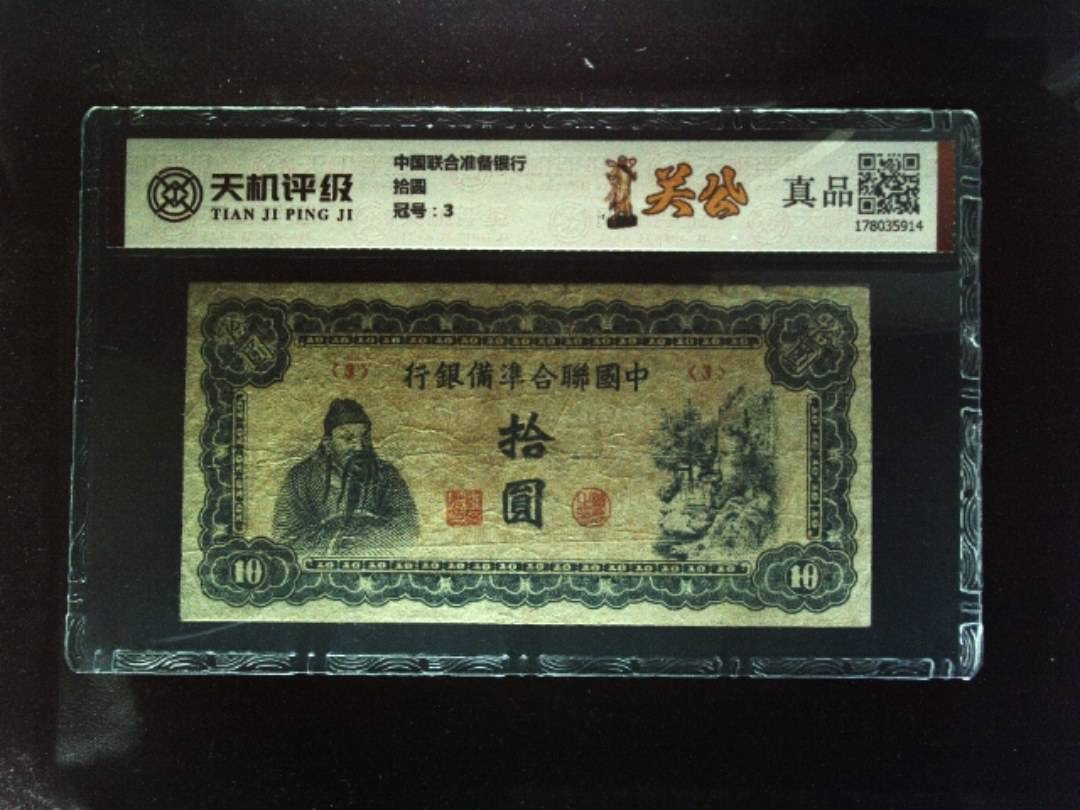 天机评级
TIAN JI PING JI
中国联合准备银行
拾圆
冠号：3
关公
真品
178035914
(3) 行銀備準合聯國中 (3)
拾
圓
10 10